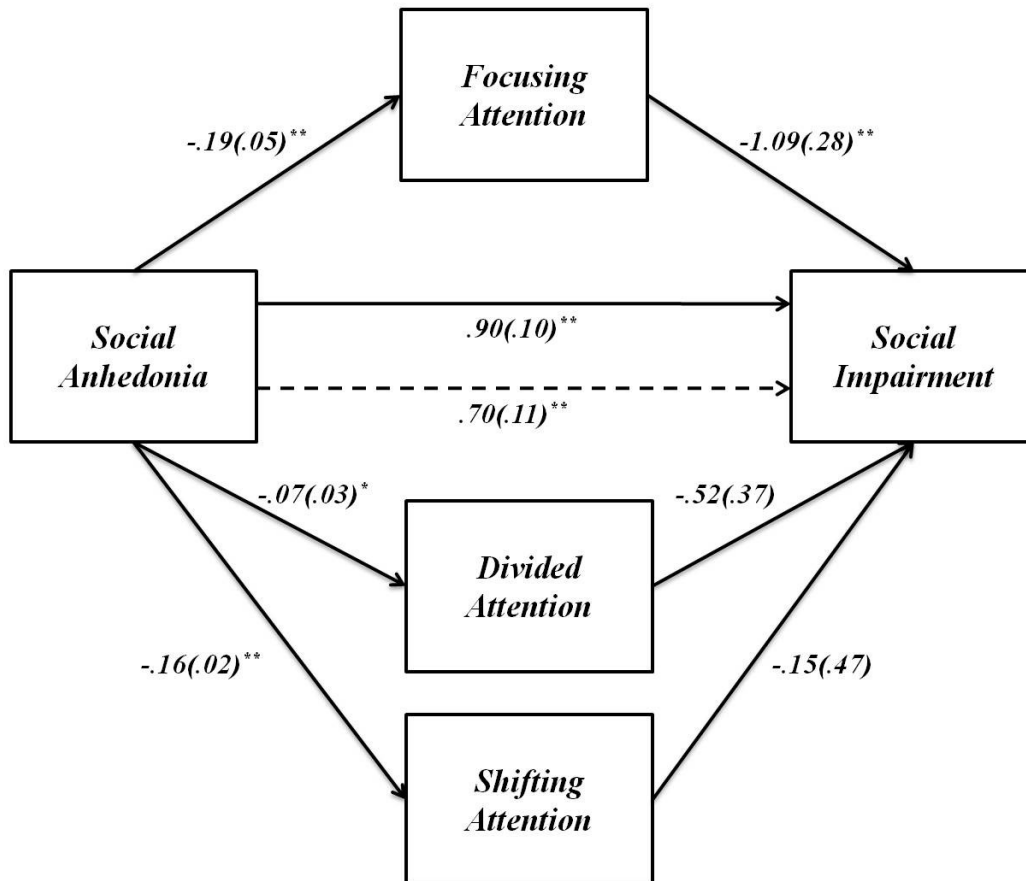 Focusing
Attention
-.19(.05)**
-1.09(.28)**
Social
Anhedonia
.90(.10)**
.70(.11)**
Social
Impairment
-.07(.03)*
-.52(.37)
Divided
Attention
-.16(.02)**
-.15(.47)
Shifting
Attention